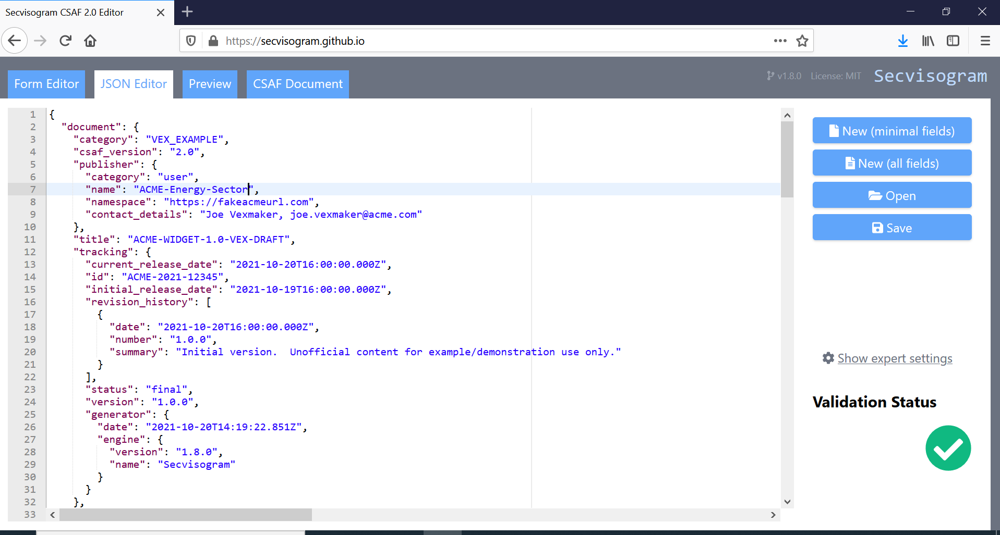 Secvisogram CSAF 2.0 Editor
https://secvisogram.github.io
Form Editor
JSON Editor
Preview
CSAF Document
v1.8.0 License: MIT Secvisogram
1 {
2 "document": {
3 "category": "VEX_EXAMPLE",
4 "csaf_version": "2.0",
5 "publisher": {
6 "category": "user",
7 "name": "ACME-Energy-Sector",
8 "namespace": "https://fakeacmeurl.com",
9 "contact_details": "Joe Vexmaker, joe.vexmaker@acme.com"
10 },
11 "title": "ACME-WIDGET-1.0-VEX-DRAFT",
12 "tracking": {
13 "current_release_date": "2021-10-20T16:00:00.000Z",
14 "id": "ACME-2021-12345",
15 "initial_release_date": "2021-10-19T16:00:00.000Z",
16 "revision_history": [
17 {
18 "date": "2021-10-20T16:00:00.000Z",
19 "number": "1.0.0",
20 "summary": "Initial version.  Unofficial content for example/demonstration use only."
21 }
22 ],
23 "status": "final",
24 "version": "1.0.0",
25 "generator": {
26 "date": "2021-10-20T14:19:22.851Z",
27 "engine": {
28 "version": "1.8.0",
29 "name": "Secvisogram"
30 }
31 }
32 },
33
New (minimal fields)
New (all fields)
Open
Save
Show expert settings
Validation Status